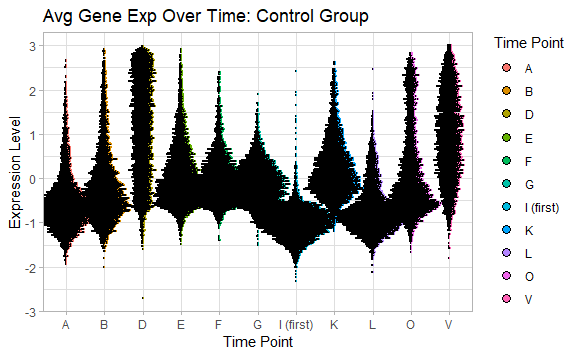 Avg Gene Exp Over Time: Control Group
Expression Level
3
2
1
0
-1
-2
-3
A B D E F G I (first) K L O V
Time Point
Time Point
A
B
D
E
F
G
I (first)
K
L
O
V